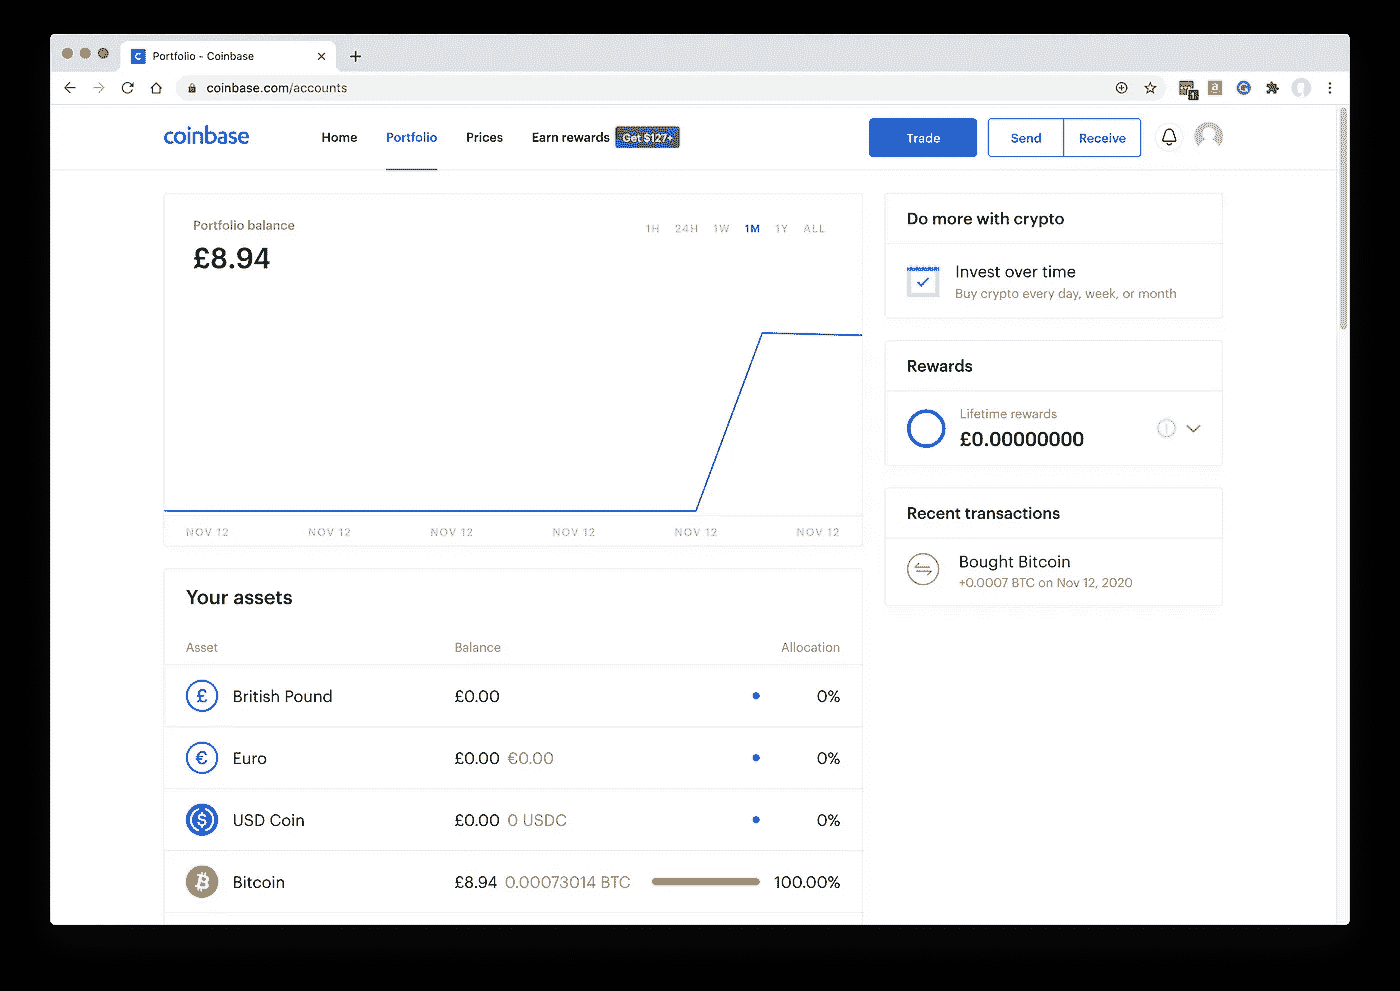 Portfolio - Coinbase
coinbase.com/accounts
coinbase
Home
Portfolio
Prices
Earn rewards
Get $127+
Trade
Send
Receive
Portfolio balance
£8.94
1H 24H 1W 1M 1Y ALL
NOV 12 NOV 12 NOV 12 NOV 12 NOV 12 NOV 12
Your assets
Asset Balance Allocation
British Pound £0.00 0%
Euro £0.00 €0.00 0%
USD Coin £0.00 0 USDC 0%
Bitcoin £8.94 0.00073014 BTC 100.00%
Do more with crypto
Invest over time
Buy crypto every day, week, or month
Rewards
Lifetime rewards
£0.00000000
Recent transactions
Bought Bitcoin
+0.0007 BTC on Nov 12, 2020